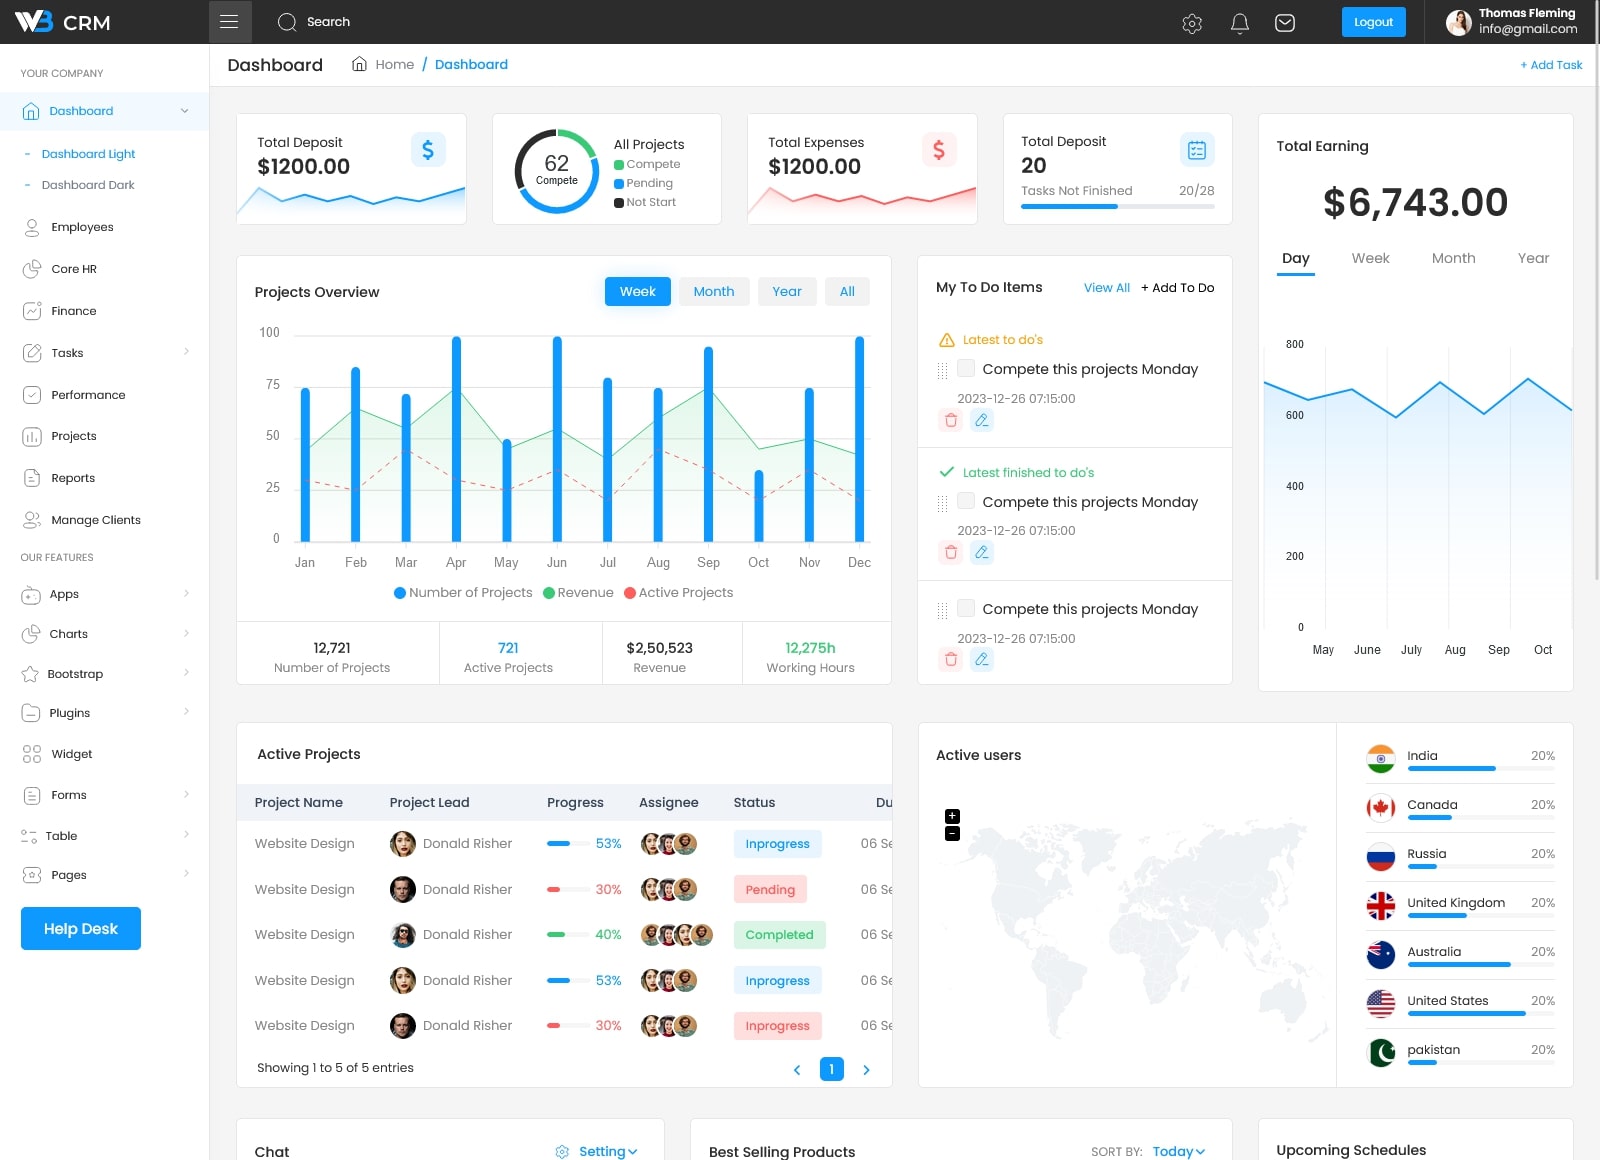 W3 CRM
Search
Logout
Thomas Fleming
info@gmail.com
YOUR COMPANY
Dashboard
Dashboard Light
Dashboard Dark
Employees
Core HR
Finance
Tasks
Performance
Projects
Reports
Manage Clients
OUR FEATURES
Apps
Charts
Bootstrap
Plugins
Widget
Forms
Table
Pages
Help Desk
Dashboard
Home / Dashboard
+ Add Task
Total Deposit
$1200.00
62
Compete
All Projects
Compete
Pending
Not Start
Total Expenses
$1200.00
Total Deposit
20
Tasks Not Finished 20/28
Total Earning
$6,743.00
Day Week Month Year
800
600
400
200
0
May June July Aug Sep Oct
Projects Overview
Week Month Year All
100
75
50
25
0
Jan Feb Mar Apr May Jun Jul Aug Sep Oct Nov Dec
Number of Projects Revenue Active Projects
12,721
Number of Projects
721
Active Projects
$2,50,523
Revenue
12,275h
Working Hours
My To Do Items View All + Add To Do
Latest to do's
Compete this projects Monday
2023-12-26 07:15:00
Latest finished to do's
Compete this projects Monday
2023-12-26 07:15:00
Compete this projects Monday
2023-12-26 07:15:00
Active Projects
Project Name Project Lead Progress Assignee Status Du
Website Design Donald Risher 53% Inprogress 06 Se
Website Design Donald Risher 30% Pending 06 Se
Website Design Donald Risher 40% Completed 06 Se
Website Design Donald Risher 53% Inprogress 06 Se
Website Design Donald Risher 30% Inprogress 06 Se
Showing 1 to 5 of 5 entries
1
Active users
+
−
India 20%
Canada 20%
Russia 20%
United Kingdom 20%
Australia 20%
United States 20%
pakistan 20%
Chat Setting
Best Selling Products SORT BY: Today
Upcoming Schedules